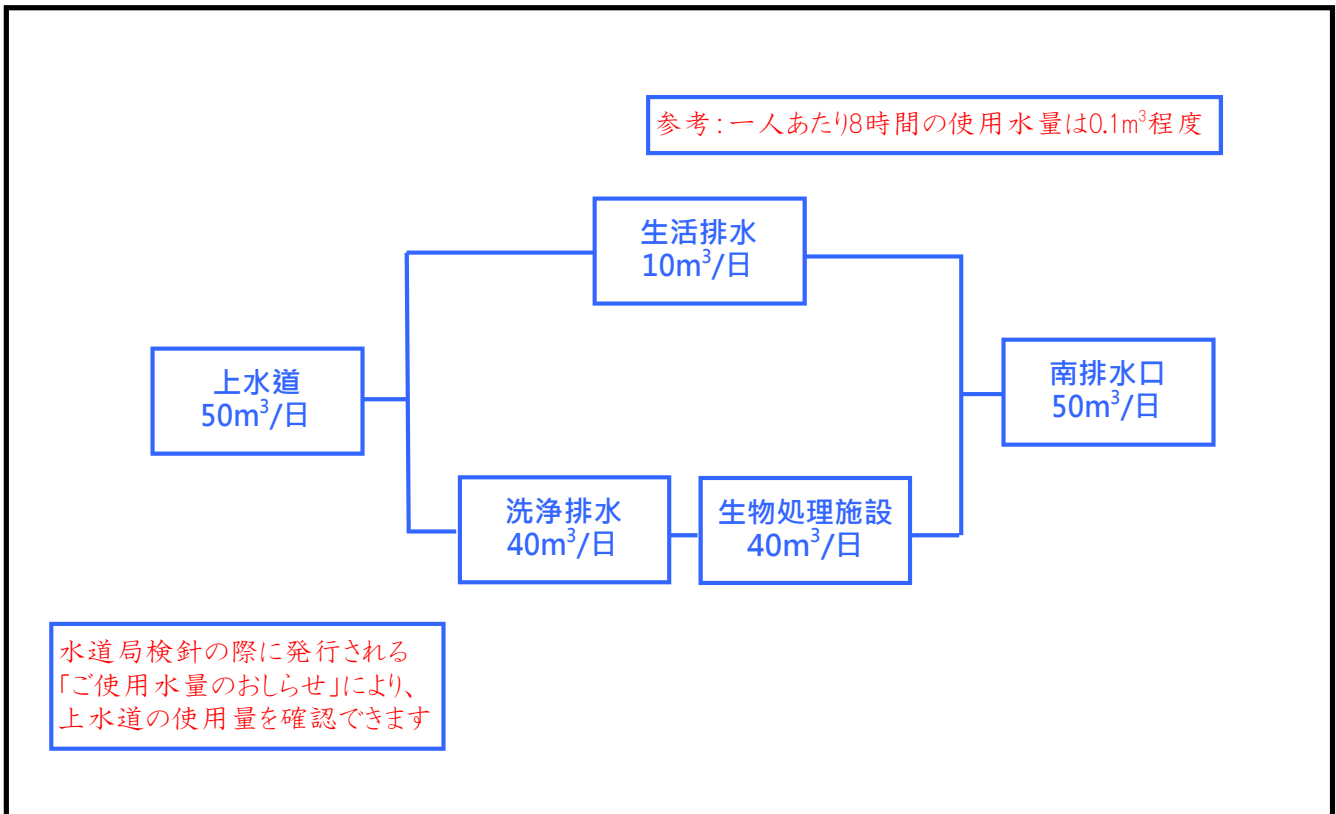 参考:一人あたり8時間の使用水量は0.1m³程度
生活排水
10m³/日
上水道
50m³/日
南排水口
50m³/日
洗浄排水
40m³/日
生物処理施設
40m³/日
水道局検針の際に発行される
「ご使用水量のおしらせ」により、
上水道の使用量を確認できます